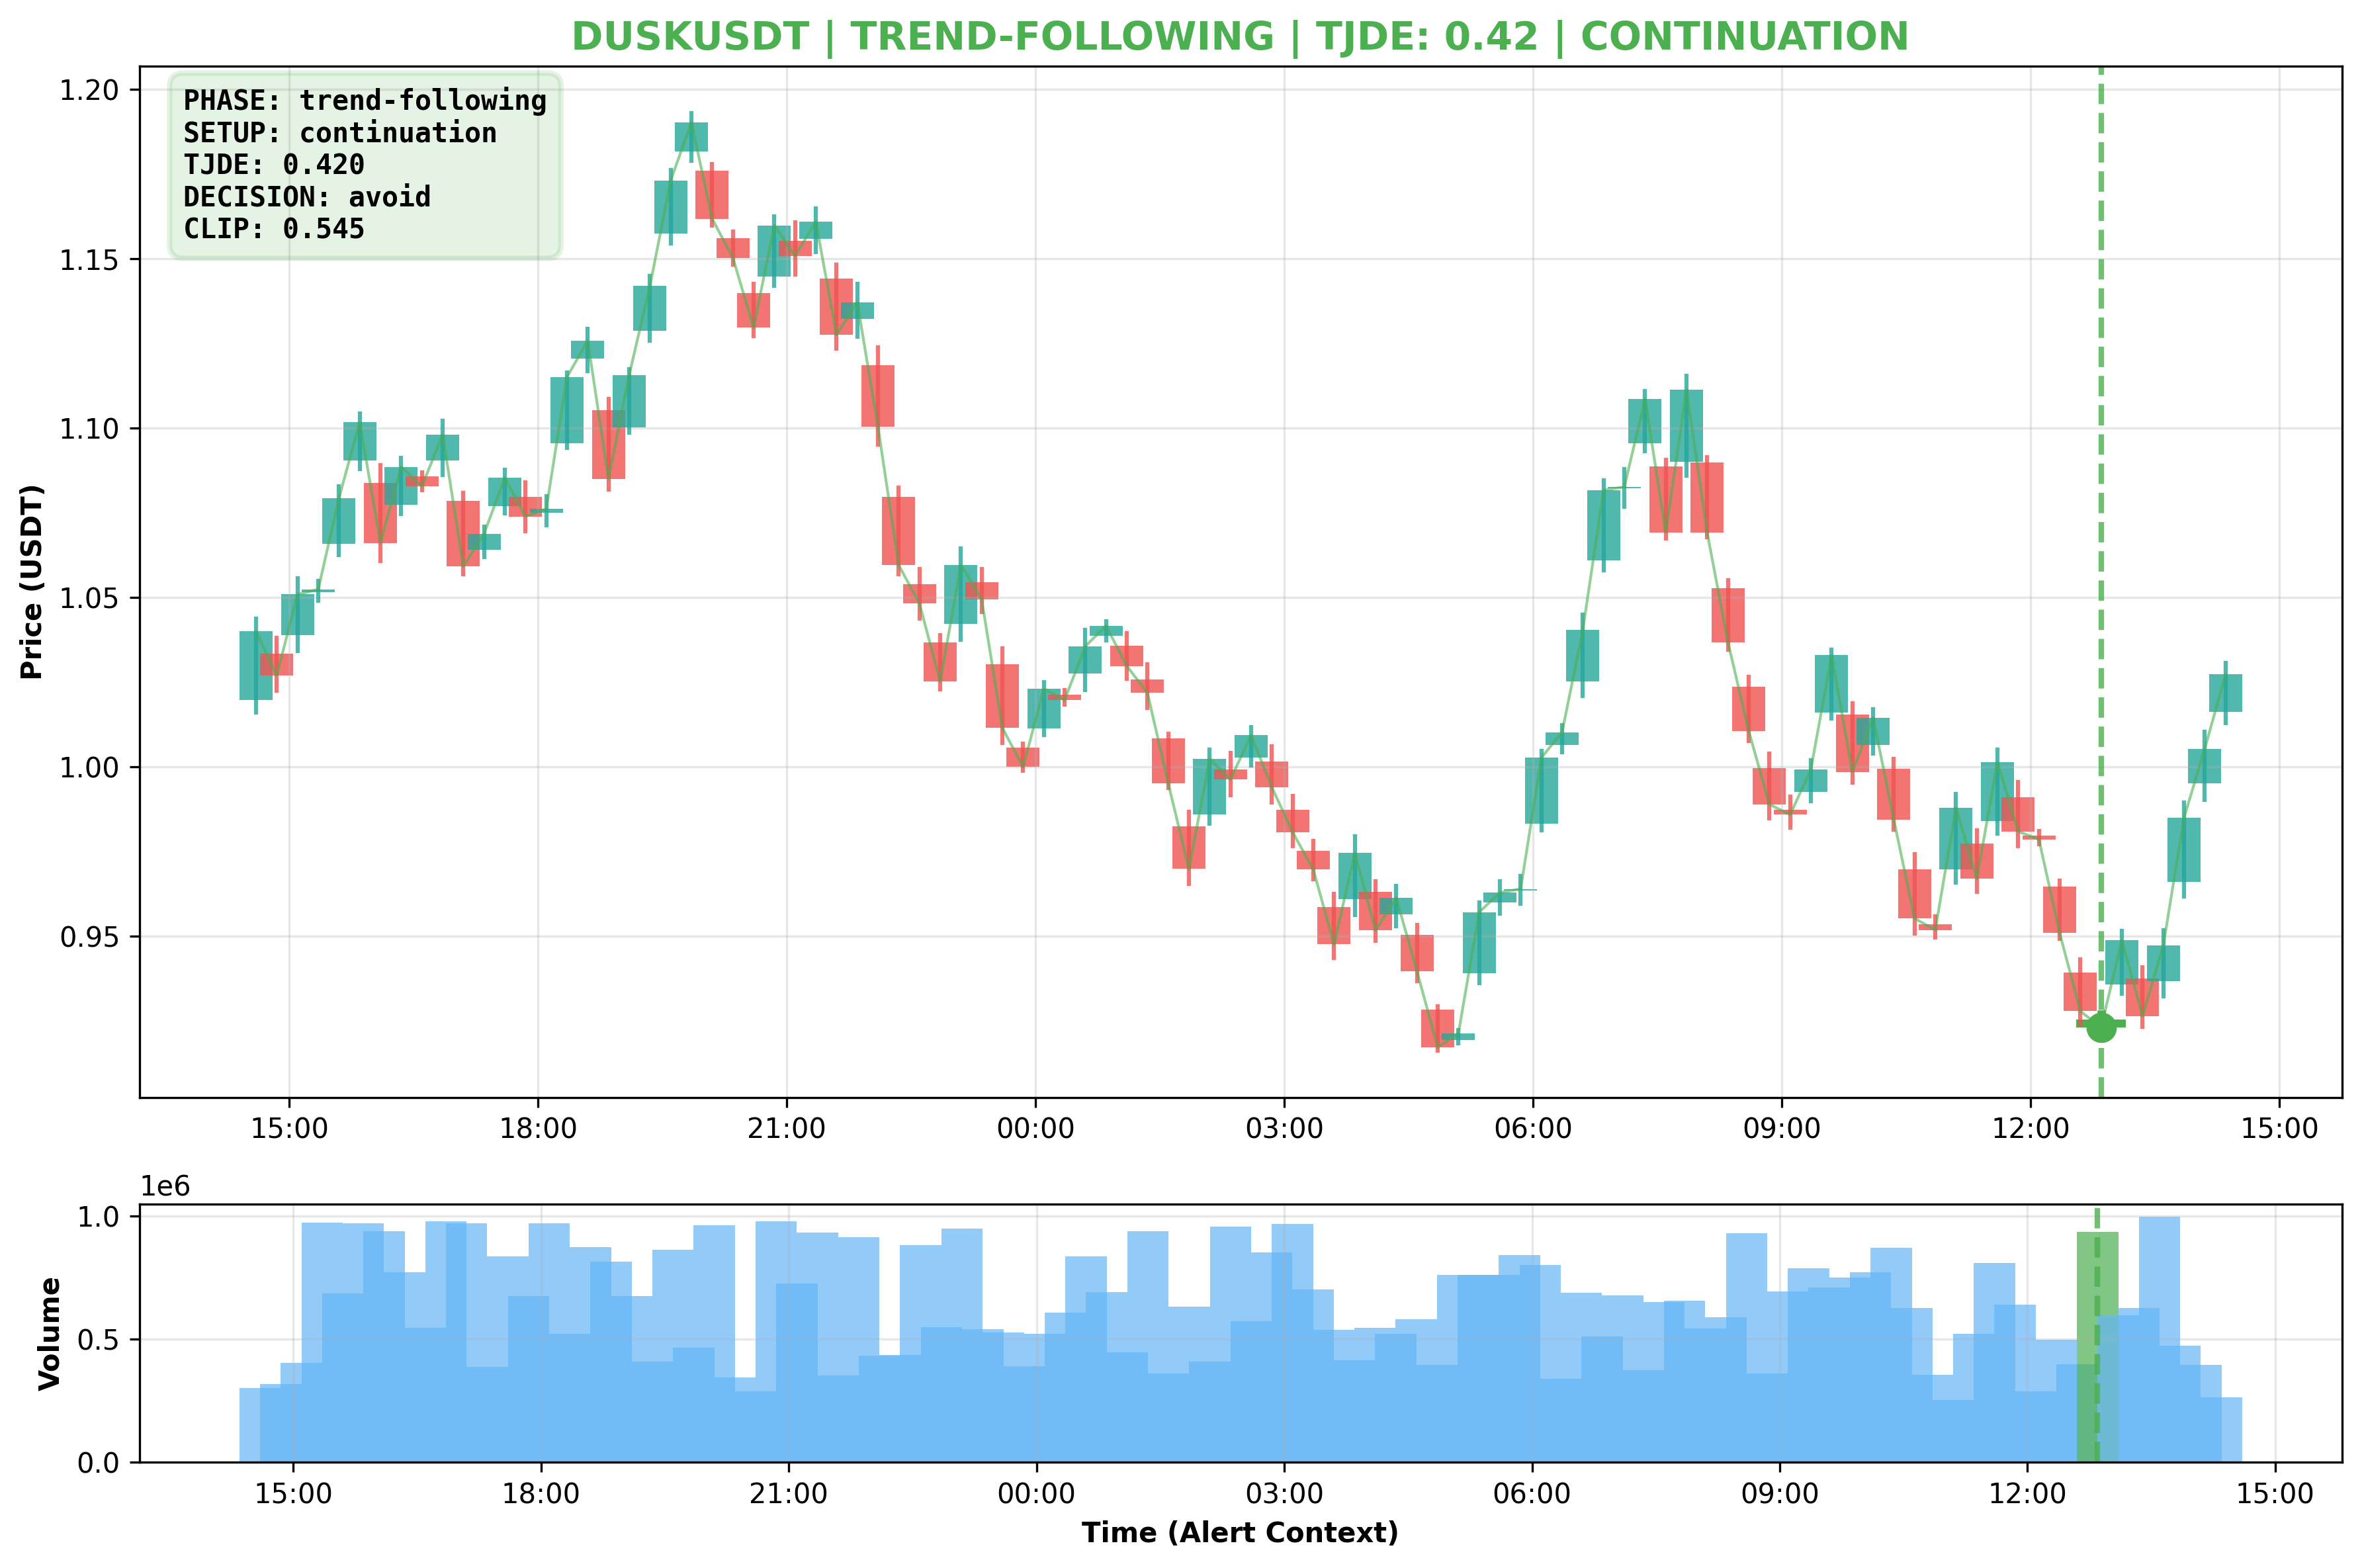 DUSKUSDT | TREND-FOLLOWING | TJDE: 0.42 | CONTINUATION
PHASE: trend-following
SETUP: continuation
TJDE: 0.420
DECISION: avoid
CLIP: 0.545
Price (USDT)
1.20
1.15
1.10
1.05
1.00
0.95
15:00 18:00 21:00 00:00 03:00 06:00 09:00 12:00 15:00
1e6
Volume
1.0
0.5
0.0
15:00 18:00 21:00 00:00 03:00 06:00 09:00 12:00 15:00
Time (Alert Context)